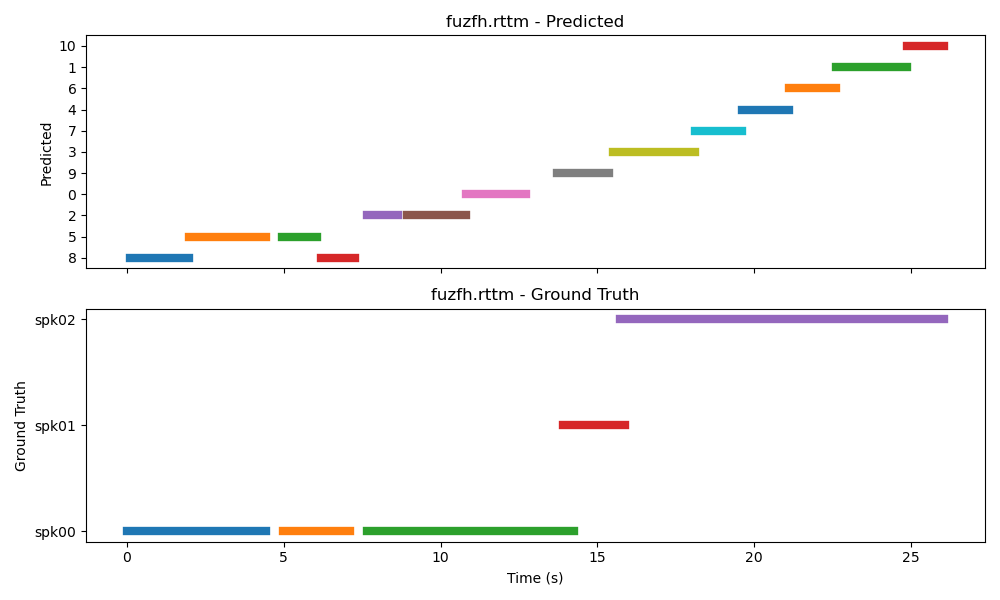 fuzfh.rttm - Predicted
10
1
6
4
7
3
9
0
2
5
8
Predicted
fuzfh.rttm - Ground Truth
spk02
spk01
spk00
Ground Truth
0 5 10 15 20 25
Time (s)